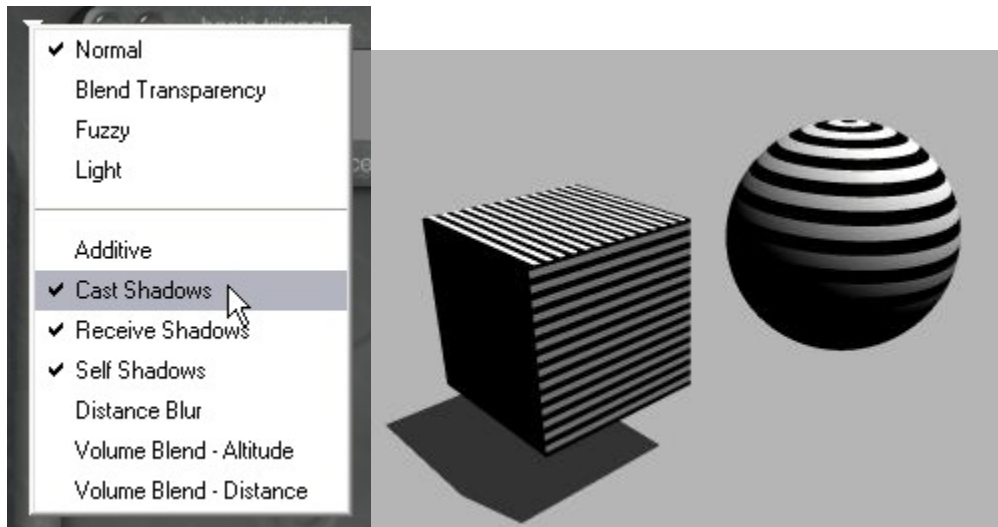 Normal
Blend Transparency
Fuzzy
Light
Additive
Cast Shadows
Receive Shadows
Self Shadows
Distance Blur
Volume Blend - Altitude
Volume Blend - Distance